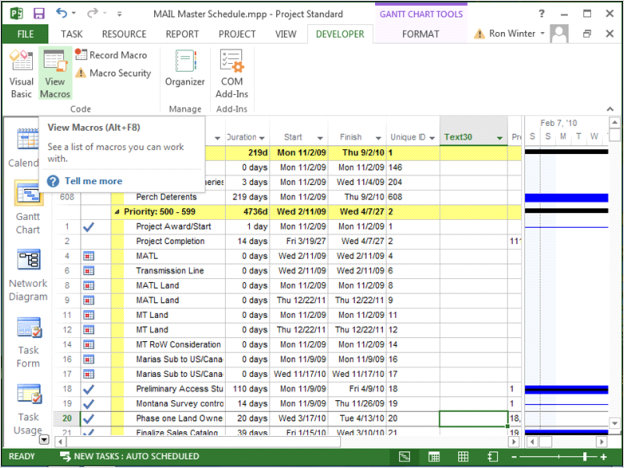 MAIL Master Schedule.mpp - Project Standard
GANTT CHART TOOLS
FILE TASK RESOURCE REPORT PROJECT VIEW DEVELOPER FORMAT Ron Winter
Visual Basic
View Macros
Record Macro
Macro Security
Organizer
COM Add-Ins
Code Manage Add-Ins
View Macros (Alt+F8)
See a list of macros you can work with.
Tell me more
Duration Start Finish Unique ID Text30 Pre
Feb 7, '10
S S M T W
219d Mon 11/2/09 Thu 9/2/10 1
0 days Mon 11/2/09 Mon 11/2/09 146
3 days Mon 11/2/09 Wed 11/4/09 204
608 Perch Deterents 219 days Mon 11/2/09 Thu 9/2/10 608
Priority: 500 - 599 4736d Wed 2/11/09 Wed 4/7/27 2
1 Project Award/Start 1 day Mon 11/2/09 Mon 11/2/09 1
2 Project Completion 14 days Fri 3/19/27 Wed 4/7/27 2
4 MATL 0 days Wed 2/11/09 Wed 2/11/09 4
6 Transmission Line 0 days Wed 2/11/09 Wed 2/11/09 6
8 MATL Land 0 days Mon 11/2/09 Mon 11/2/09 8
9 MATL Land 0 days Thu 12/22/11 Thu 12/22/11 9
11 MT Land 0 days Mon 11/2/09 Mon 11/2/09 11
12 MT Land 0 days Thu 12/22/11 Thu 12/22/11 12
14 MT RoW Consideration 0 days Mon 11/2/09 Mon 11/2/09 14
16 Marias Sub to US/Cana 0 days Mon 11/9/09 Mon 11/9/09 16
17 Marias Sub to US/Cana 0 days Wed 11/17/10 Wed 11/17/10 17
18 Preliminary Access Stu 110 days Mon 11/9/09 Fri 4/9/10 18 1
19 Montana Survey contro 14 days Mon 11/9/09 Thu 11/26/09 19 1
20 Phase one Land Owne 20 days Wed 3/17/10 Tue 4/13/10 20 18,
21 Finalize Sales Catalog 39 days Fri 1/15/10 Wed 3/10/10 21
Calend
Gantt Chart
Network Diagram
Task Form
Task Usage
READY NEW TASKS : AUTO SCHEDULED